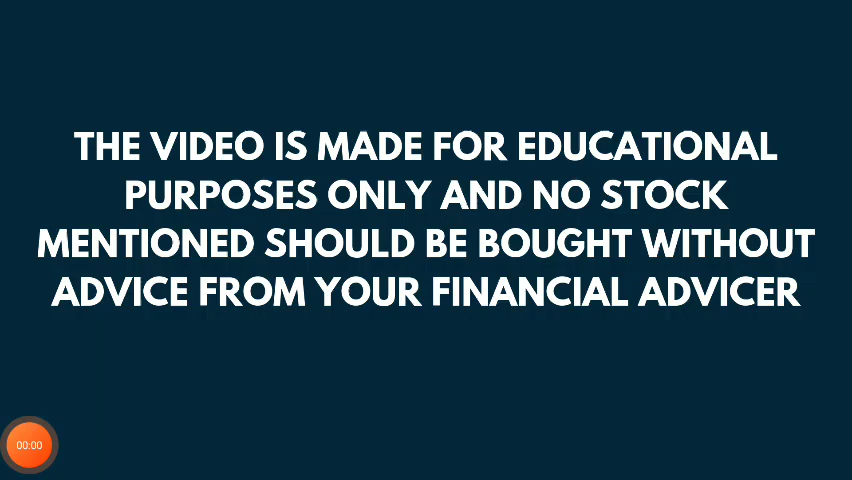 THE VIDEO IS MADE FOR EDUCATIONAL
PURPOSES ONLY AND NO STOCK
MENTIONED SHOULD BE BOUGHT WITHOUT
ADVICE FROM YOUR FINANCIAL ADVICER
00:00